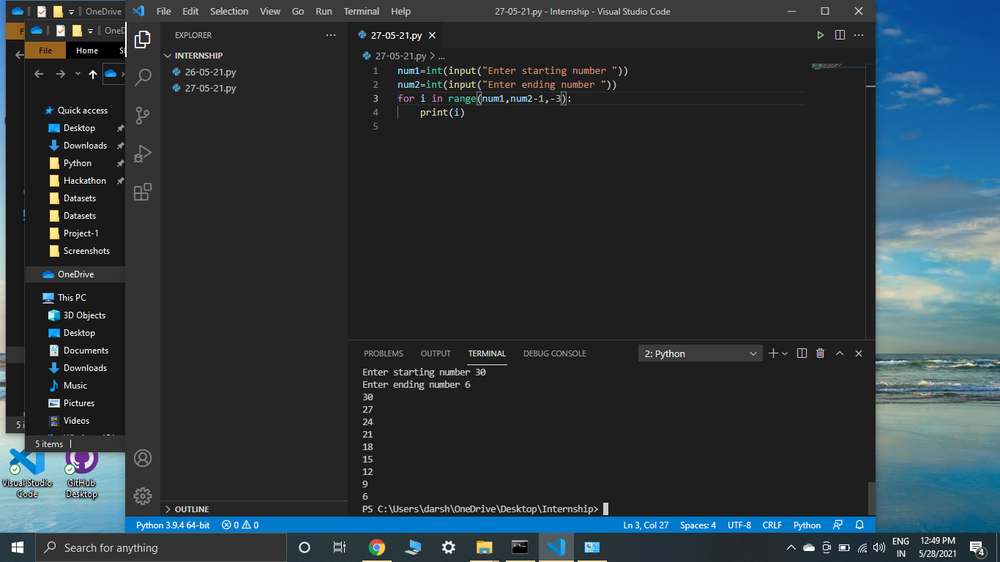 OneDrive
File Edit Selection View Go Run Terminal Help
27-05-21.py - Internship - Visual Studio Code
F
OneD
File Home Sh
Quick access
Desktop
Downloads
Python
Hackathon
Datasets
Datasets
Project-1
Screenshots
OneDrive
This PC
3D Objects
Desktop
Documents
Downloads
Music
Pictures
Videos
5 i
5 items
Visual Studio Code
GitHub Desktop
EXPLORER
INTERNSHIP
26-05-21.py
27-05-21.py
OUTLINE
27-05-21.py
27-05-21.py > ...
1 num1=int(input("Enter starting number "))
2 num2=int(input("Enter ending number "))
3 for i in range(num1,num2-1,-3):
4     print(i)
5
PROBLEMS OUTPUT TERMINAL DEBUG CONSOLE 2: Python
Enter starting number 30
Enter ending number 6
30
27
24
21
18
15
12
9
6
PS C:\Users\darsh\OneDrive\Desktop\Internship>
Python 3.9.4 64-bit 0 0 Ln 3, Col 27 Spaces: 4 UTF-8 CRLF Python
Search for anything
ENG
IN
12:49 PM
5/28/2021
4